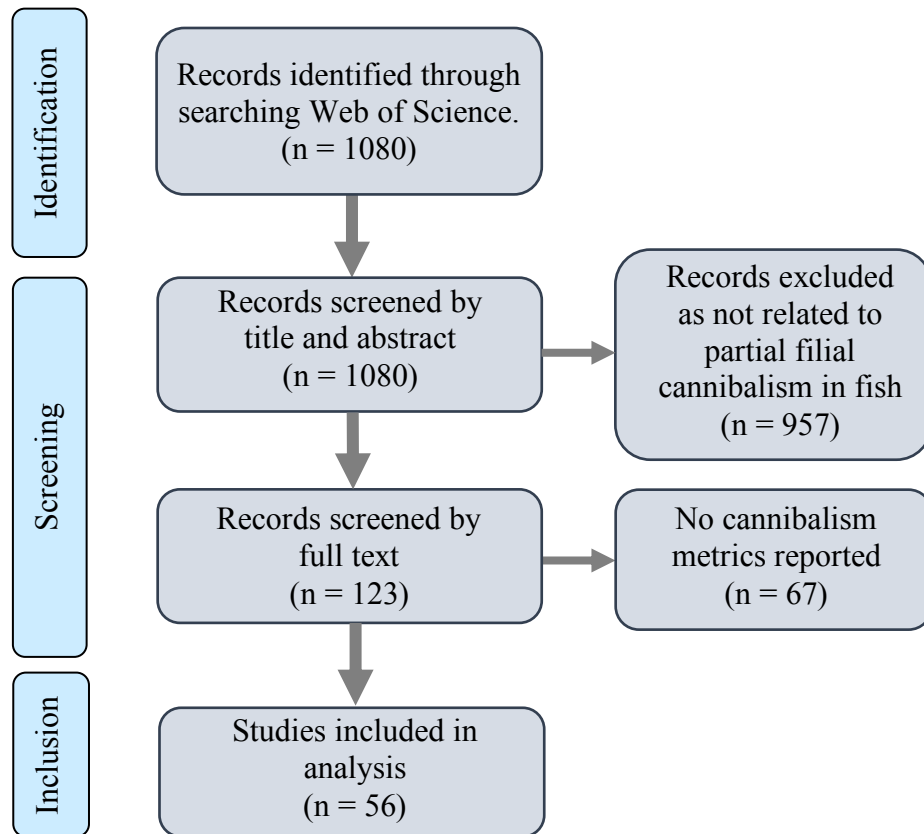 Identification
Records identified through
searching Web of Science.
(n = 1080)
Screening
Records screened by
title and abstract
(n = 1080)
Records excluded
as not related to
partial filial
cannibalism in fish
(n = 957)
Records screened by
full text
(n = 123)
No cannibalism
metrics reported
(n = 67)
Inclusion
Studies included in
analysis
(n = 56)